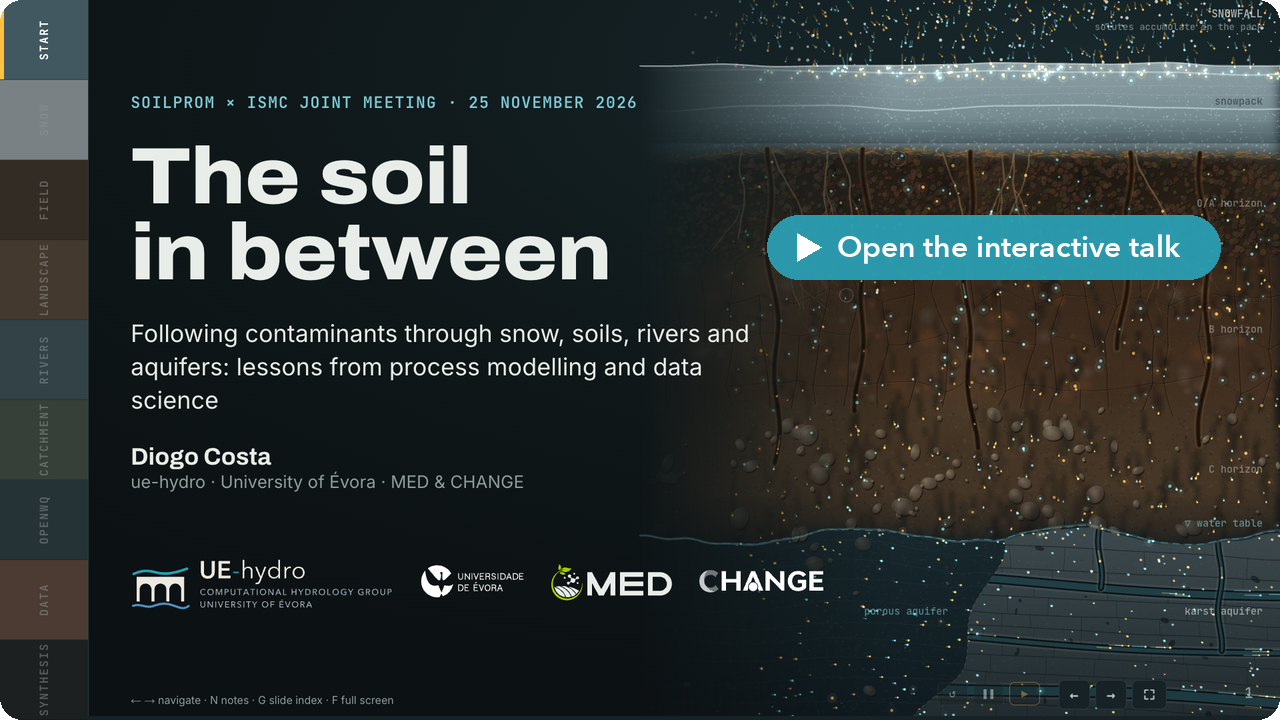 START
SNOW
FIELD
LANDSCAPE
RIVERS
CATCHMENT
OPENWQ
DATA
SYNTHESIS
SOILPROM × ISMC JOINT MEETING · 25 NOVEMBER 2026
The soil
in between
Following contaminants through snow, soils, rivers and
aquifers: lessons from process modelling and data
science
Diogo Costa
ue-hydro · University of Évora · MED & CHANGE
UE-hydro
COMPUTATIONAL HYDROLOGY GROUP
UNIVERSITY OF ÉVORA
UNIVERSIDADE
DE ÉVORA
MED
CHANGE
← → navigate · N notes · G slide index · F full screen
SNOWFALL
solutes accumulate in the pack
snowpack
O/A horizon
Open the interactive talk
B horizon
C horizon
▽ water table
porous aquifer
karst aquifer
1